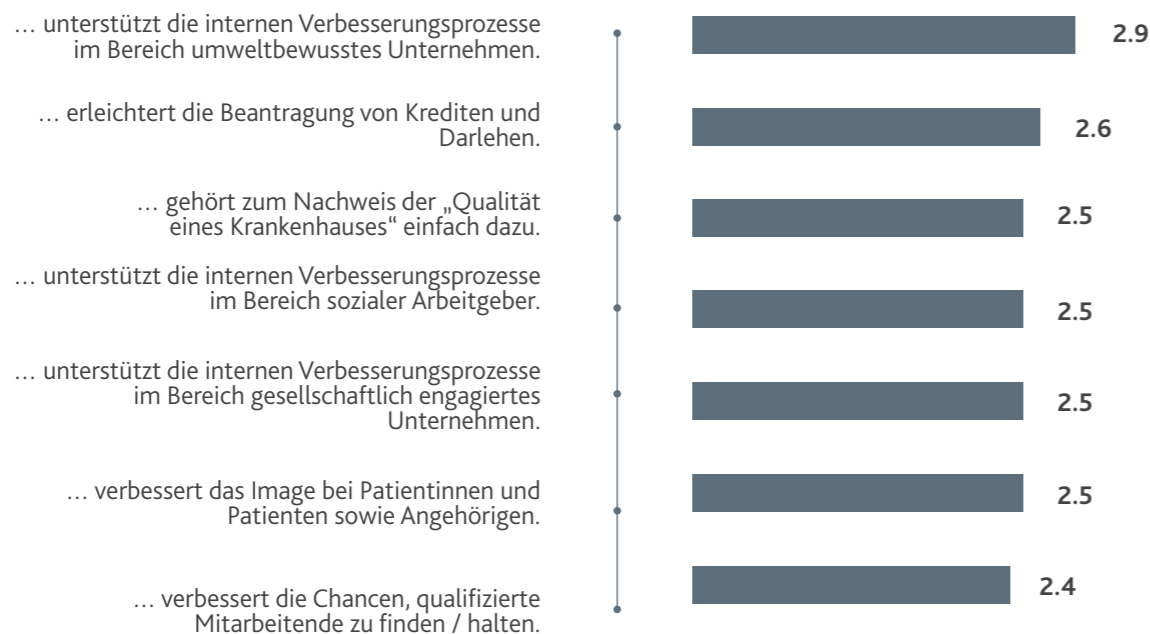 … unterstützt die internen Verbesserungsprozesse
im Bereich umweltbewusstes Unternehmen.
2.9
… erleichtert die Beantragung von Krediten und
Darlehen.
2.6
… gehört zum Nachweis der „Qualität
eines Krankenhauses“ einfach dazu.
2.5
… unterstützt die internen Verbesserungsprozesse
im Bereich sozialer Arbeitgeber.
2.5
… unterstützt die internen Verbesserungsprozesse
im Bereich gesellschaftlich engagiertes
Unternehmen.
2.5
… verbessert das Image bei Patientinnen und
Patienten sowie Angehörigen.
2.5
… verbessert die Chancen, qualifizierte
Mitarbeitende zu finden / halten.
2.4